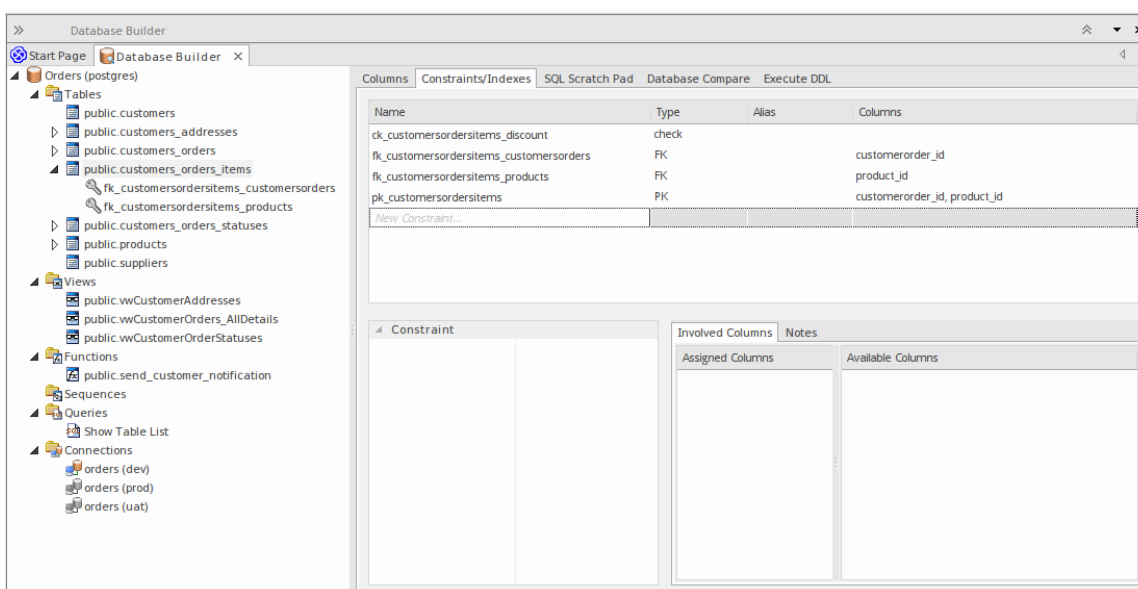 Database Builder
Start Page Database Builder
Orders (postgres)
Tables
public.customers
public.customers_addresses
public.customers_orders
public.customers_orders_items
fk_customersordersitems_customersorders
fk_customersordersitems_products
public.customers_orders_statuses
public.products
public.suppliers
Views
public.vwCustomerAddresses
public.vwCustomerOrders_AllDetails
public.vwCustomerOrderStatuses
Functions
public.send_customer_notification
Sequences
Queries
Show Table List
Connections
orders (dev)
orders (prod)
orders (uat)
Columns Constraints/Indexes SQL Scratch Pad Database Compare Execute DDL
Name Type Alias Columns
ck_customersordersitems_discount check
fk_customersordersitems_customersorders FK customerorder_id
fk_customersordersitems_products FK product_id
pk_customersordersitems PK customerorder_id, product_id
New Constraint...
Constraint
Involved Columns Notes
Assigned Columns Available Columns